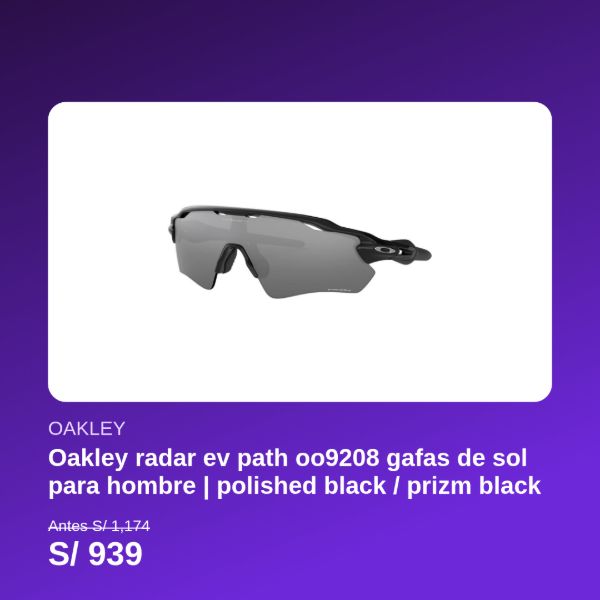 OAKLEY
Oakley radar ev path oo9208 gafas de sol
para hombre | polished black / prizm black
Antes S/ 1,174
S/ 939